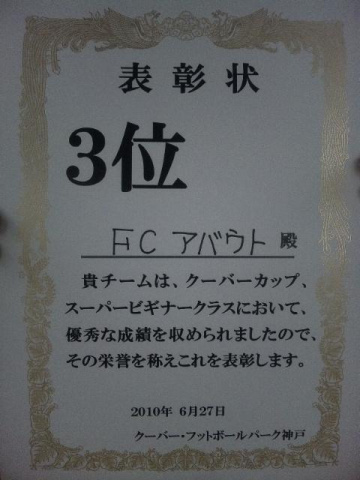 表彰状
3位
FC アバウト 殿
貴チームは、クーバーカップ、
スーパービギナークラスにおいて、
優秀な成績を収められましたので、
その栄誉を称えこれを表彰します。
2010年 6月27日
クーバー・フットボールパーク神戸